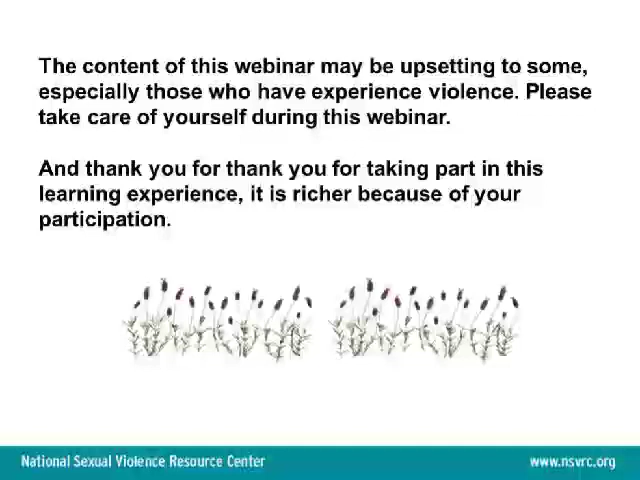 The content of this webinar may be upsetting to some,
especially those who have experience violence. Please
take care of yourself during this webinar.
And thank you for thank you for taking part in this
learning experience, it is richer because of your
participation.
National Sexual Violence Resource Center
www.nsvrc.org